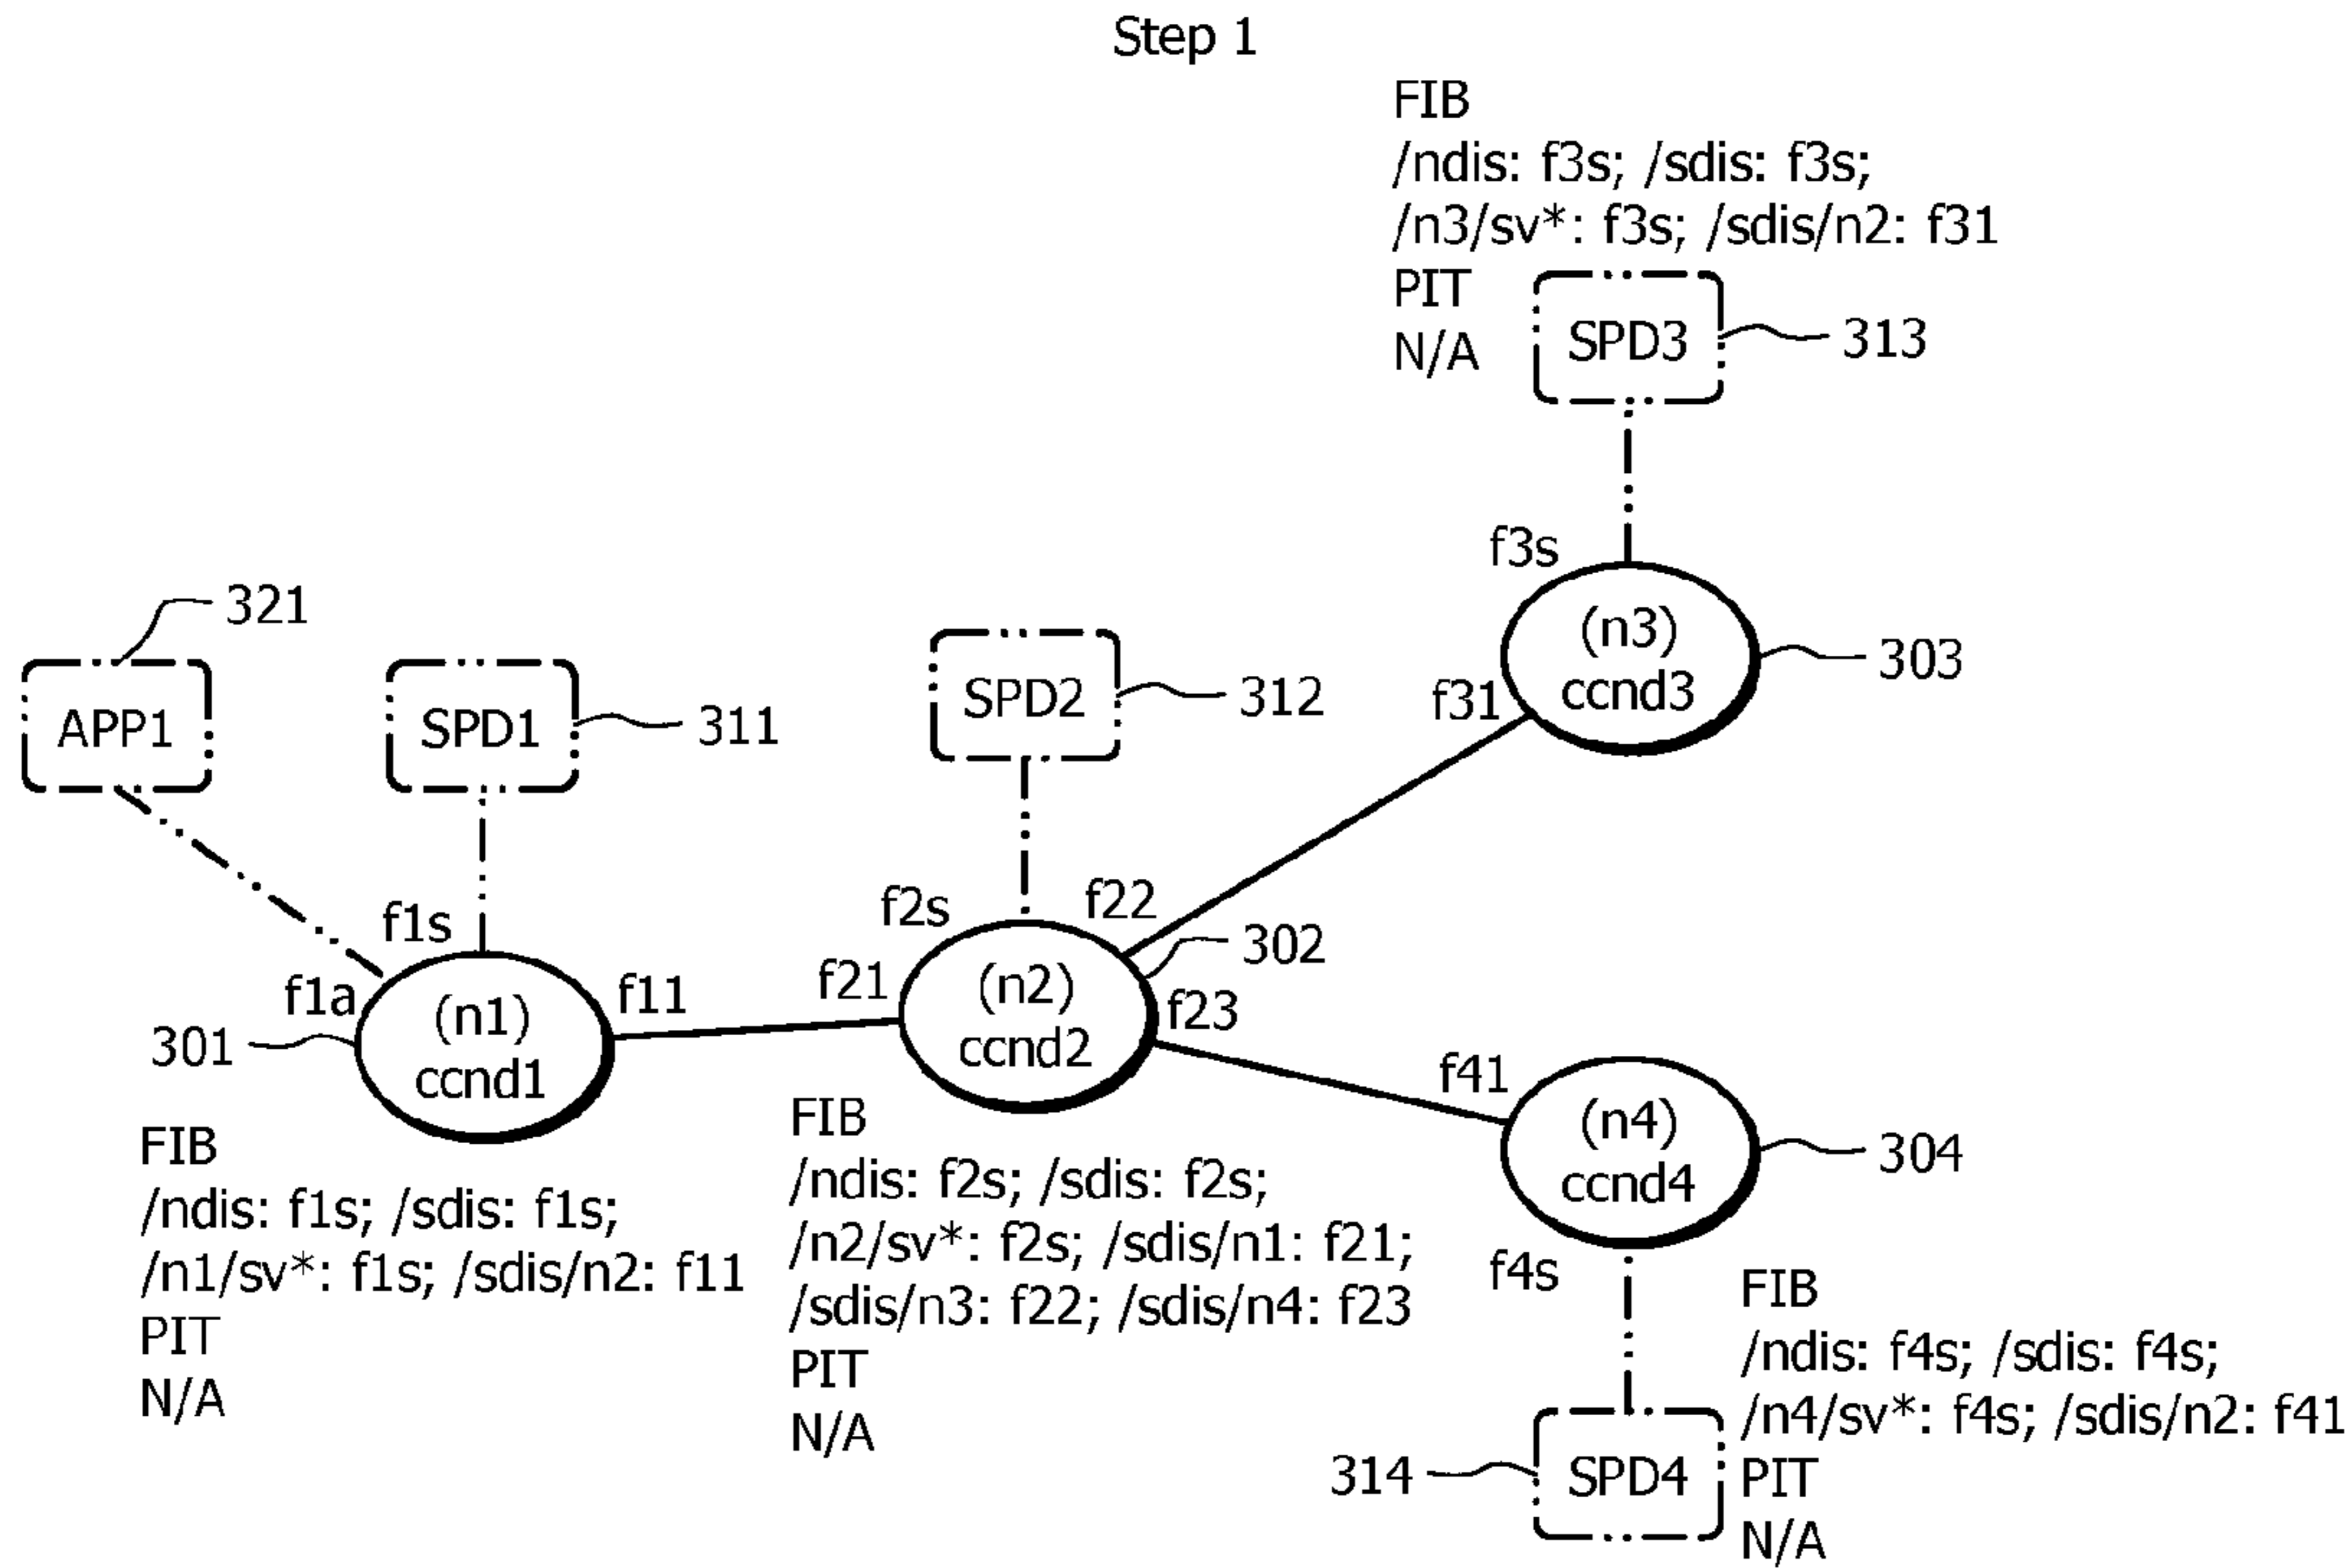 Step 1
FIB
/ndis: f3s; /sdis: f3s;
/n3/sv*: f3s; /sdis/n2: f31
PIT
N/A
SPD3
313
f3s
(n3)
ccnd3
303
f31
321
APP1
SPD1
311
SPD2
312
f1s
f1a
f11
(n1)
ccnd1
301
f2s
f22
302
f21
(n2)
ccnd2
f23
f41
(n4)
ccnd4
304
f4s
FIB
/ndis: f1s; /sdis: f1s;
/n1/sv*: f1s; /sdis/n2: f11
PIT
N/A
FIB
/ndis: f2s; /sdis: f2s;
/n2/sv*: f2s; /sdis/n1: f21;
/sdis/n3: f22; /sdis/n4: f23
PIT
N/A
FIB
/ndis: f4s; /sdis: f4s;
/n4/sv*: f4s; /sdis/n2: f41
PIT
N/A
314
SPD4